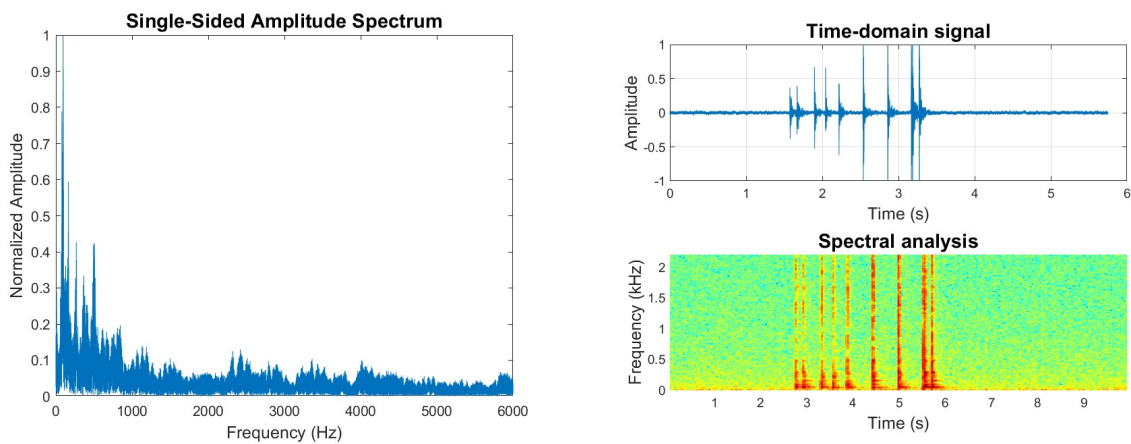 Single-Sided Amplitude Spectrum
1
0.9
0.8
0.7
0.6
0.5
0.4
0.3
0.2
0.1
0
Normalized Amplitude
0 1000 2000 3000 4000 5000 6000
Frequency (Hz)
Time-domain signal
1
0.5
0
-0.5
-1
Amplitude
0 1 2 3 4 5 6
Time (s)
Spectral analysis
2
1.5
1
0.5
0
Frequency (kHz)
1 2 3 4 5 6 7 8 9
Time (s)